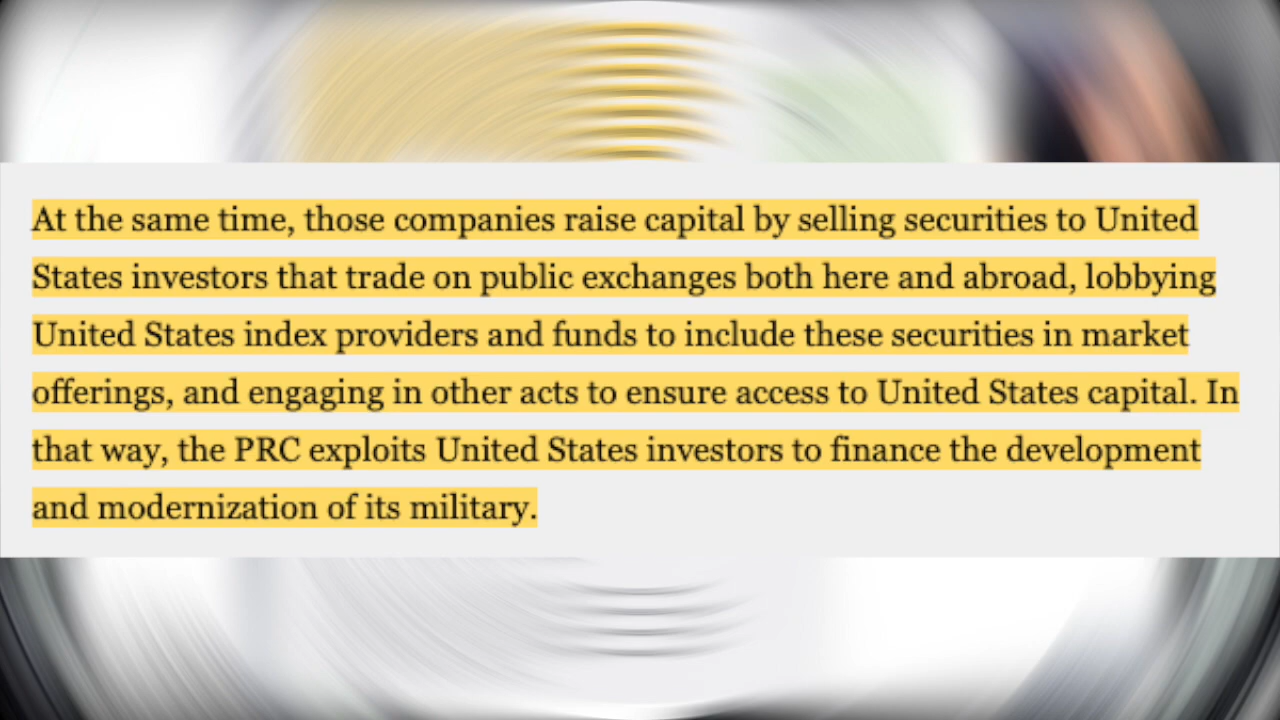 At the same time, those companies raise capital by selling securities to United
States investors that trade on public exchanges both here and abroad, lobbying
United States index providers and funds to include these securities in market
offerings, and engaging in other acts to ensure access to United States capital. In
that way, the PRC exploits United States investors to finance the development
and modernization of its military.